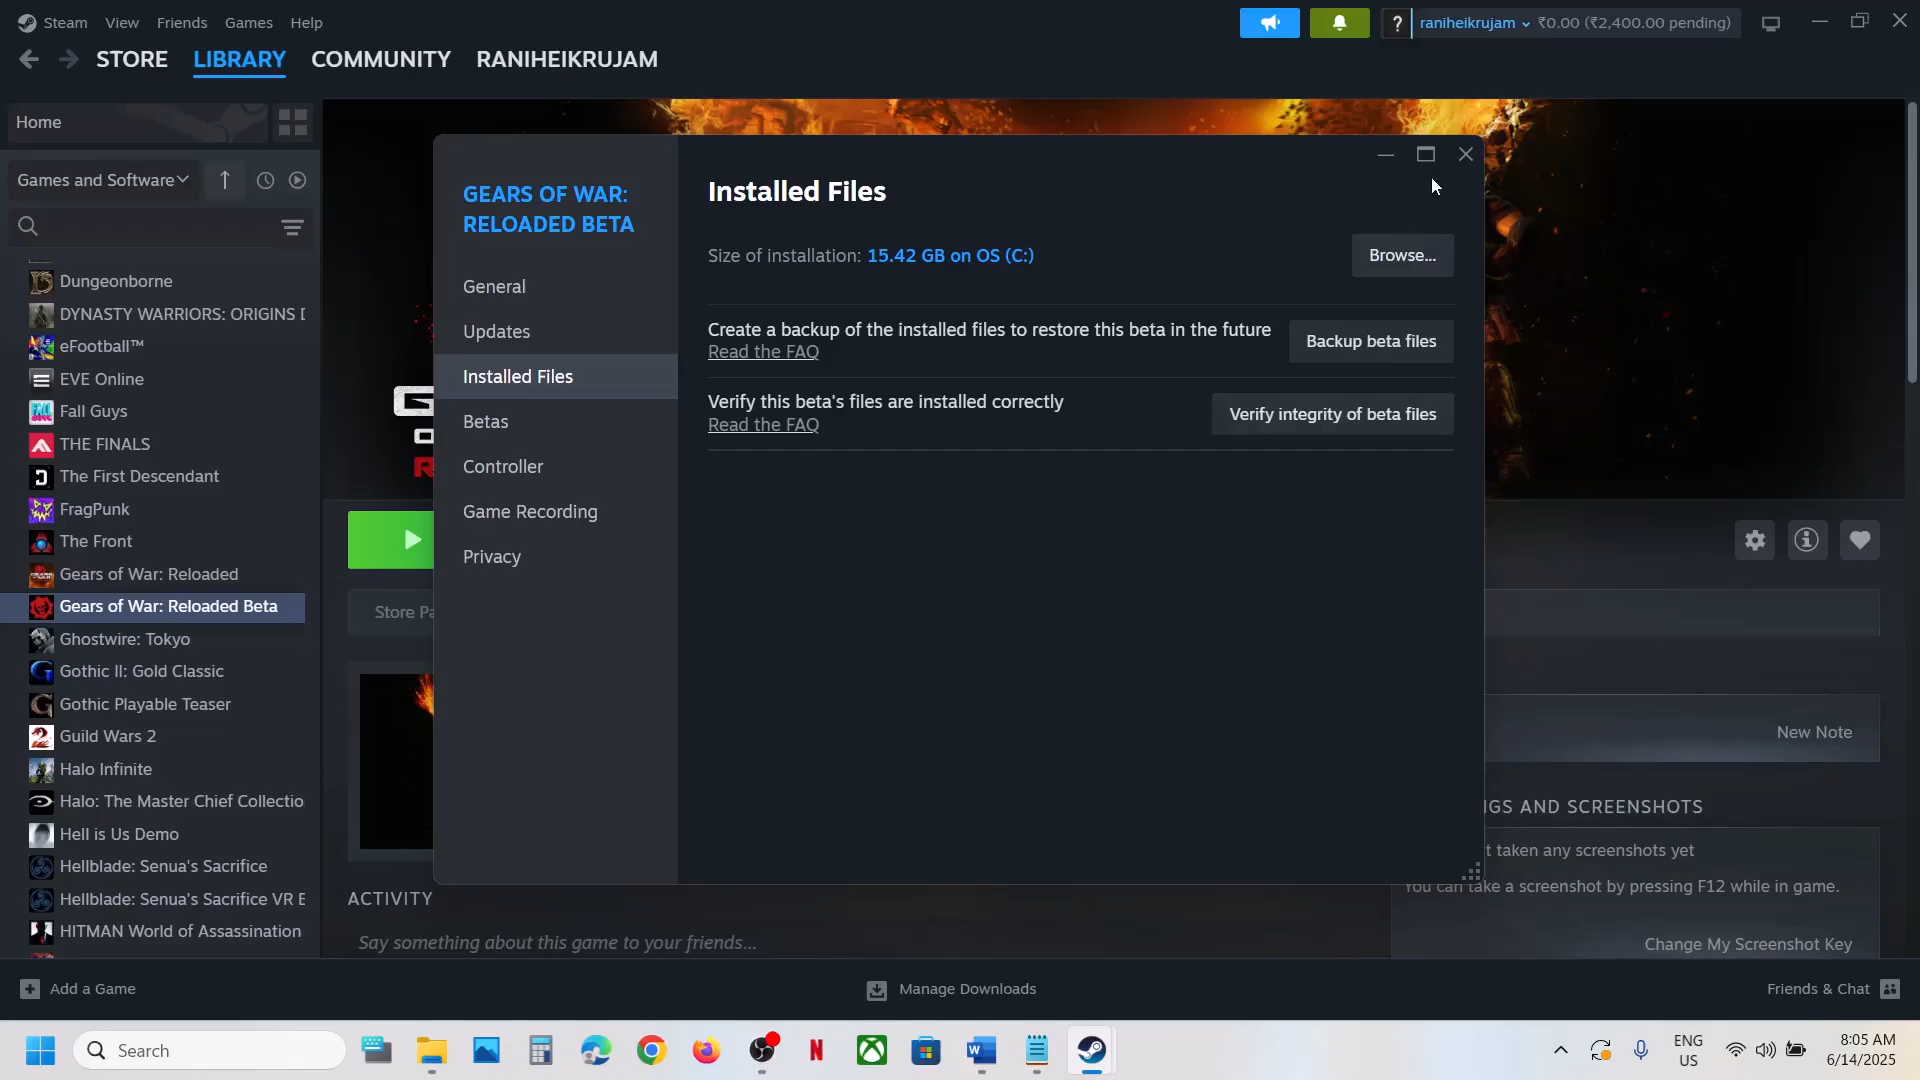 Steam View Friends Games Help
? raniheikrujam ₹0.00 (₹2,400.00 pending)
STORE LIBRARY COMMUNITY RANIHEIKRUJAM
Home
Games and Software
Dungeonborne
DYNASTY WARRIORS: ORIGINS
eFootball™
EVE Online
Fall Guys
THE FINALS
The First Descendant
FragPunk
The Front
Gears of War: Reloaded
Gears of War: Reloaded Beta
Ghostwire: Tokyo
Gothic II: Gold Classic
Gothic Playable Teaser
Guild Wars 2
Halo Infinite
Halo: The Master Chief Collectio
Hell is Us Demo
Hellblade: Senua's Sacrifice
Hellblade: Senua's Sacrifice VR E
HITMAN World of Assassination
GEARS OF WAR:
RELOADED BETA
General
Updates
Installed Files
Betas
Controller
Game Recording
Privacy
Installed Files
Size of installation: 15.42 GB on OS (C:)
Browse...
Create a backup of the installed files to restore this beta in the future
Read the FAQ
Backup beta files
Verify this beta's files are installed correctly
Read the FAQ
Verify integrity of beta files
Store Pa
New Note
GS AND SCREENSHOTS
t taken any screenshots yet
You can take a screenshot by pressing F12 while in game.
Change My Screenshot Key
ACTIVITY
Say something about this game to your friends...
Add a Game
Manage Downloads
Friends & Chat
Search
ENG
US
8:05 AM
6/14/2025